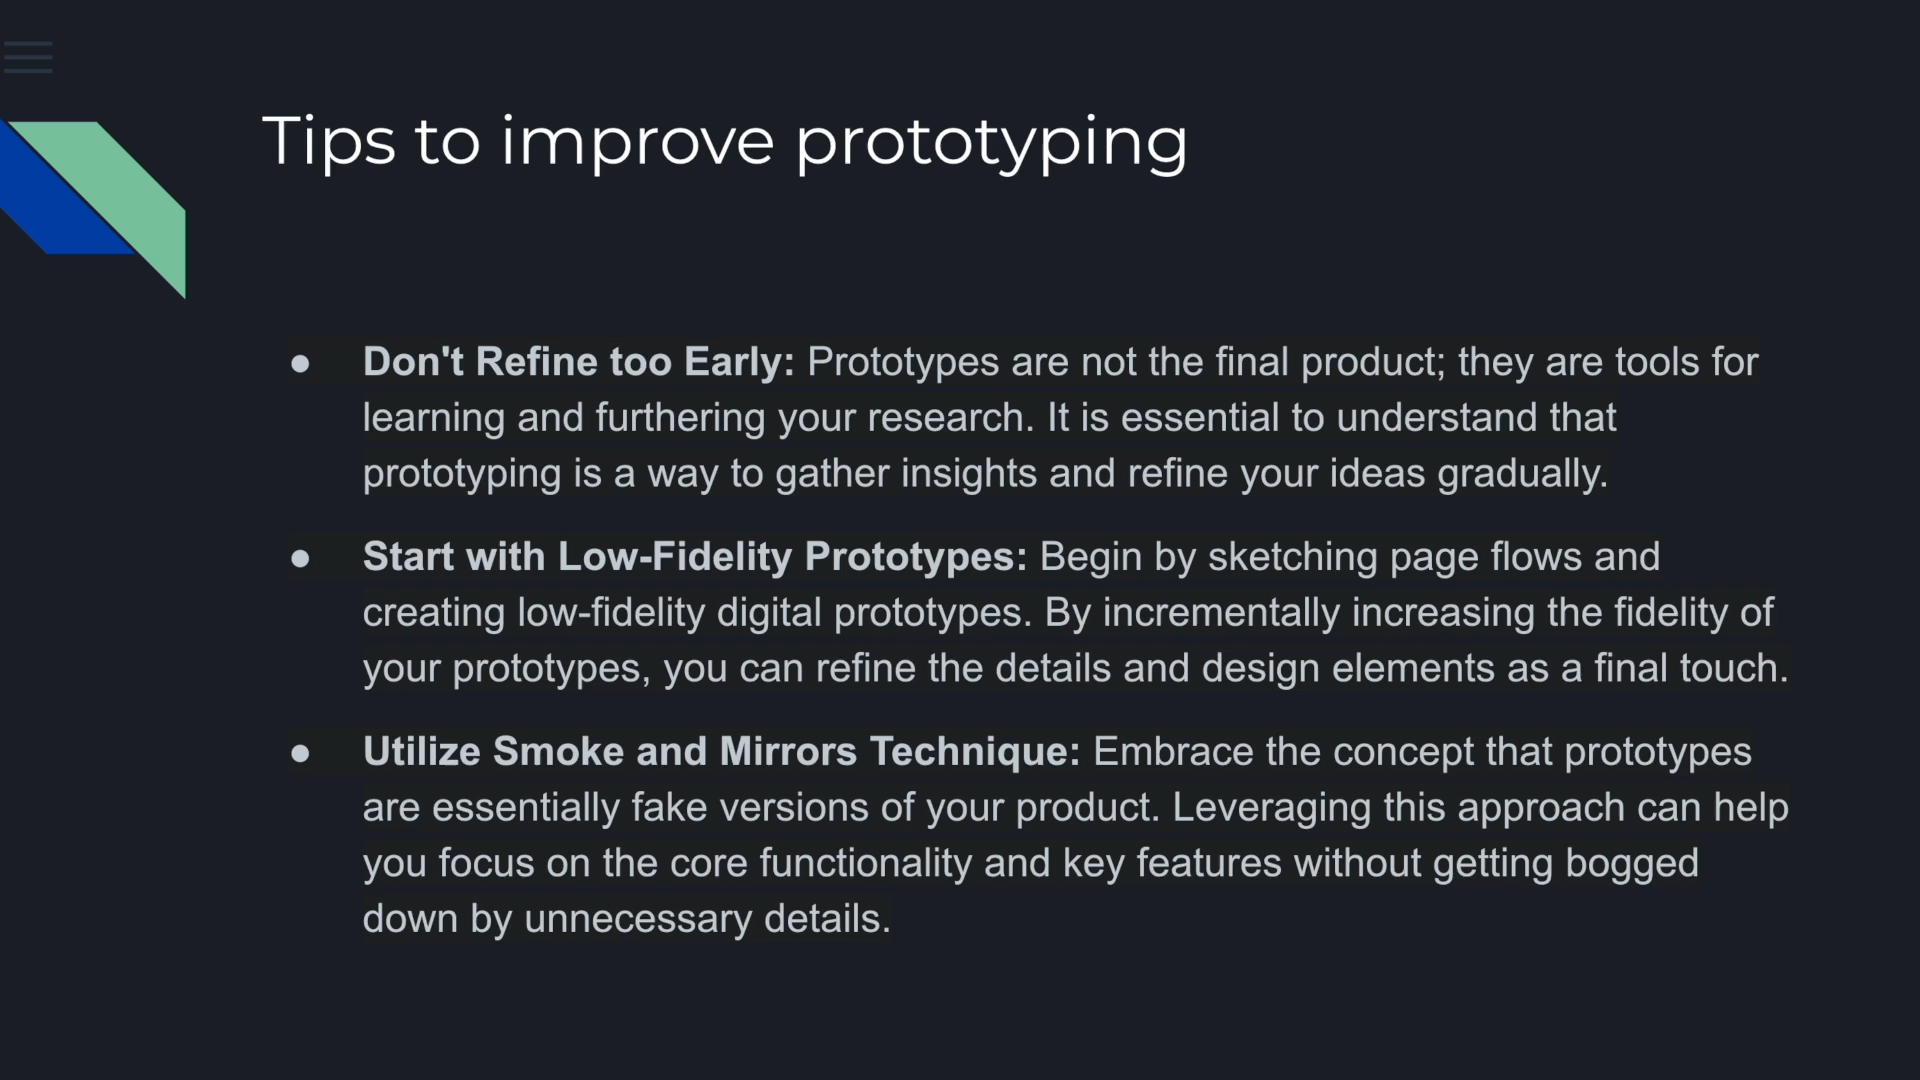 Tips to improve prototyping
● Don't Refine too Early: Prototypes are not the final product; they are tools for
learning and furthering your research. It is essential to understand that
prototyping is a way to gather insights and refine your ideas gradually.
● Start with Low-Fidelity Prototypes: Begin by sketching page flows and
creating low-fidelity digital prototypes. By incrementally increasing the fidelity of
your prototypes, you can refine the details and design elements as a final touch.
● Utilize Smoke and Mirrors Technique: Embrace the concept that prototypes
are essentially fake versions of your product. Leveraging this approach can help
you focus on the core functionality and key features without getting bogged
down by unnecessary details.